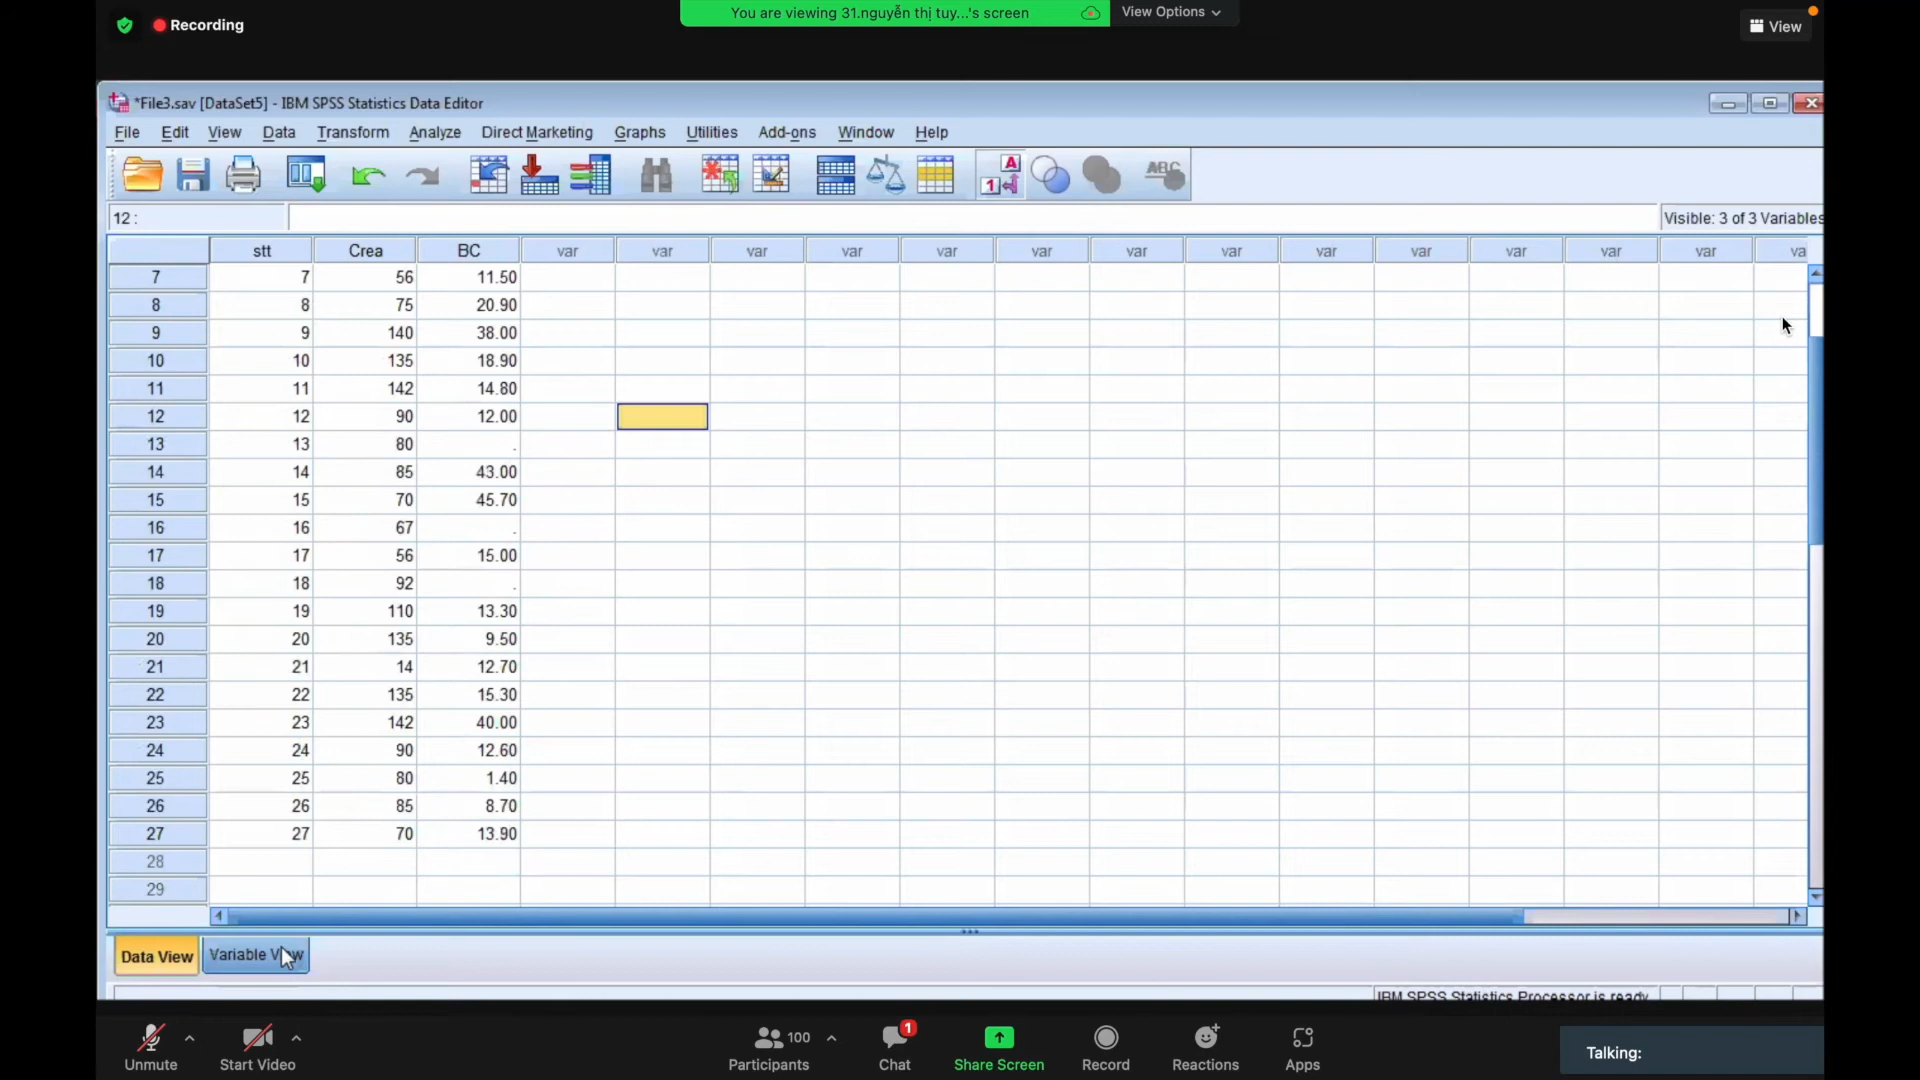 Recording
You are viewing 31.nguyễn thị tuy...'s screen
View Options
View
*File3.sav [DataSet5] - IBM SPSS Statistics Data Editor
File Edit View Data Transform Analyze Direct Marketing Graphs Utilities Add-ons Window Help
12 :
Visible: 3 of 3 Variables
stt Crea BC var var var var var var var var var var var var var va
7 7 56 11.50
8 8 75 20.90
9 9 140 38.00
10 10 135 18.90
11 11 142 14.80
12 12 90 12.00
13 13 80 .
14 14 85 43.00
15 15 70 45.70
16 16 67 .
17 17 56 15.00
18 18 92 .
19 19 110 13.30
20 20 135 9.50
21 21 14 12.70
22 22 135 15.30
23 23 142 40.00
24 24 90 12.60
25 25 80 1.40
26 26 85 8.70
27 27 70 13.90
28
29
Data View Variable View
IBM SPSS Statistics Processor is ready
Unmute
Start Video
100
Participants
1
Chat
Share Screen
Record
Reactions
Apps
Talking: